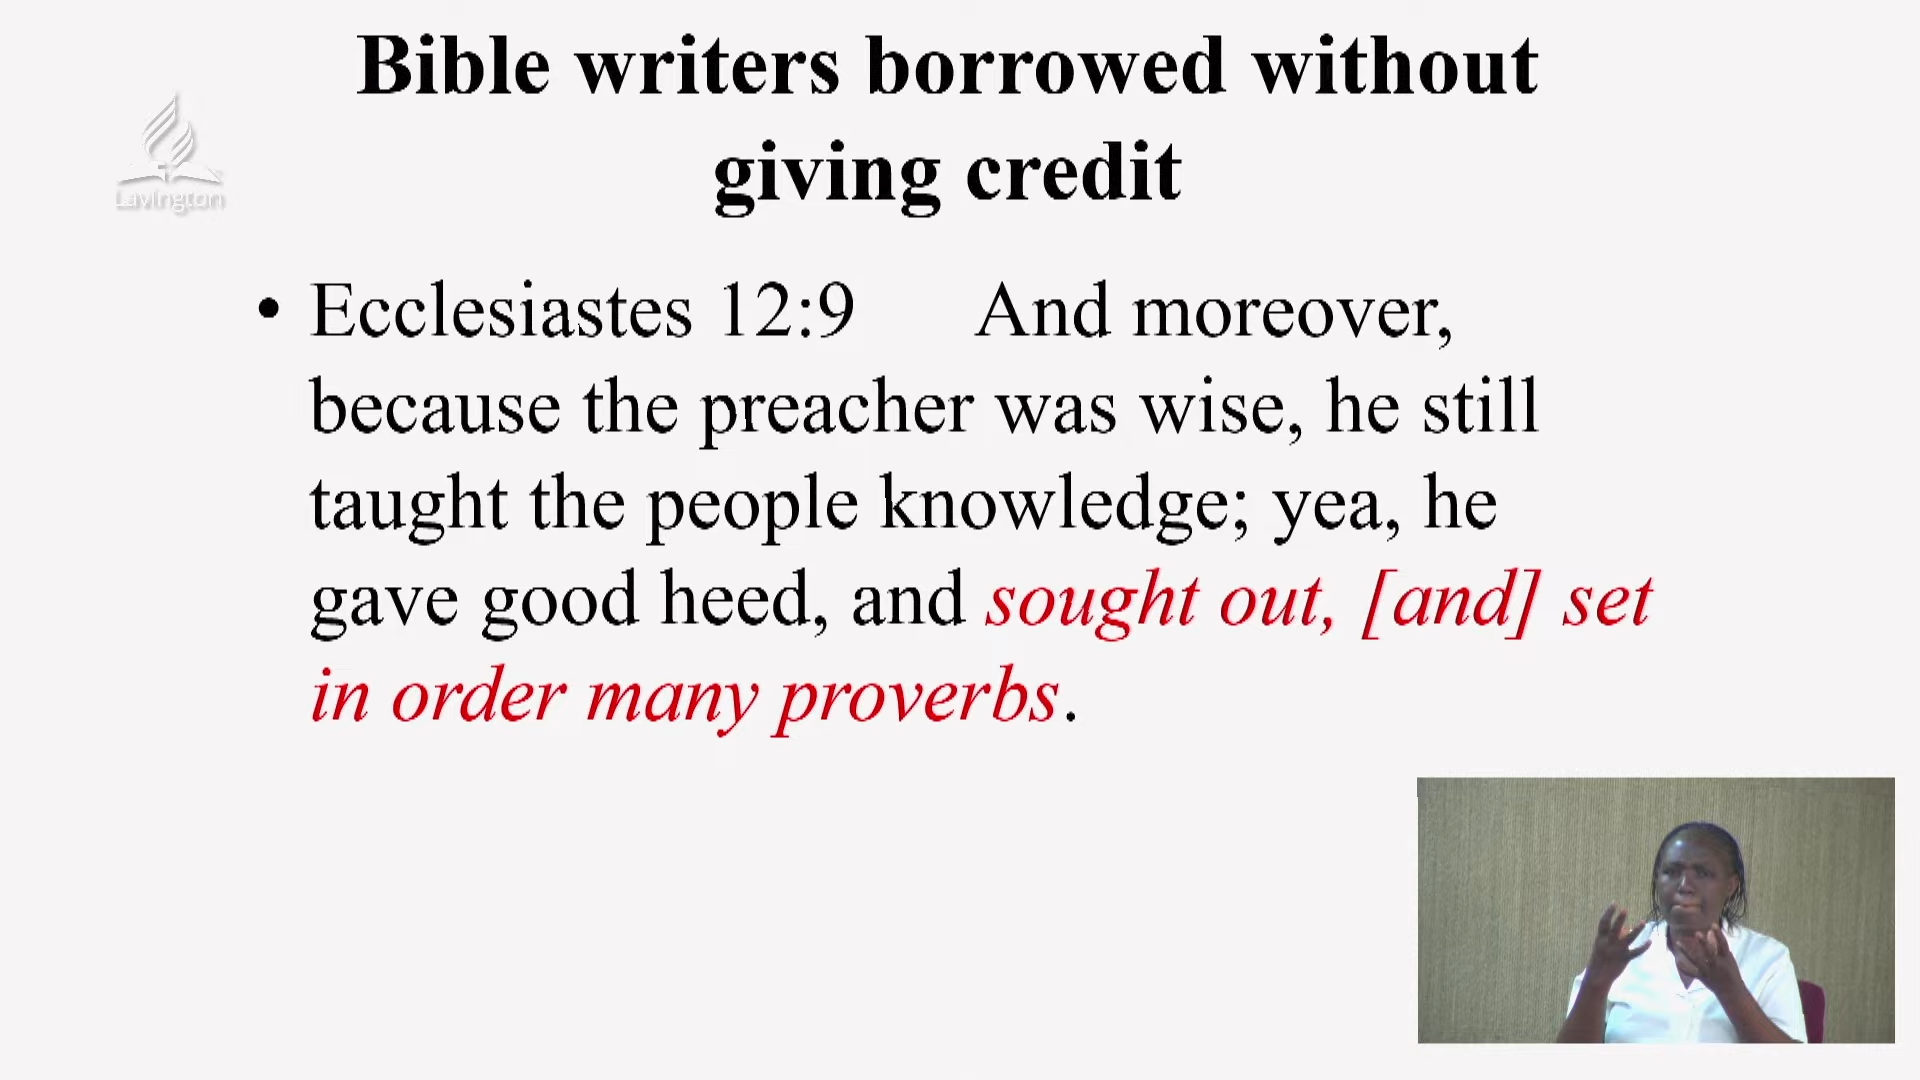 Bible writers borrowed without
giving credit
Lavington
• Ecclesiastes 12:9 And moreover,
because the preacher was wise, he still
taught the people knowledge; yea, he
gave good heed, and sought out, [and] set
in order many proverbs.